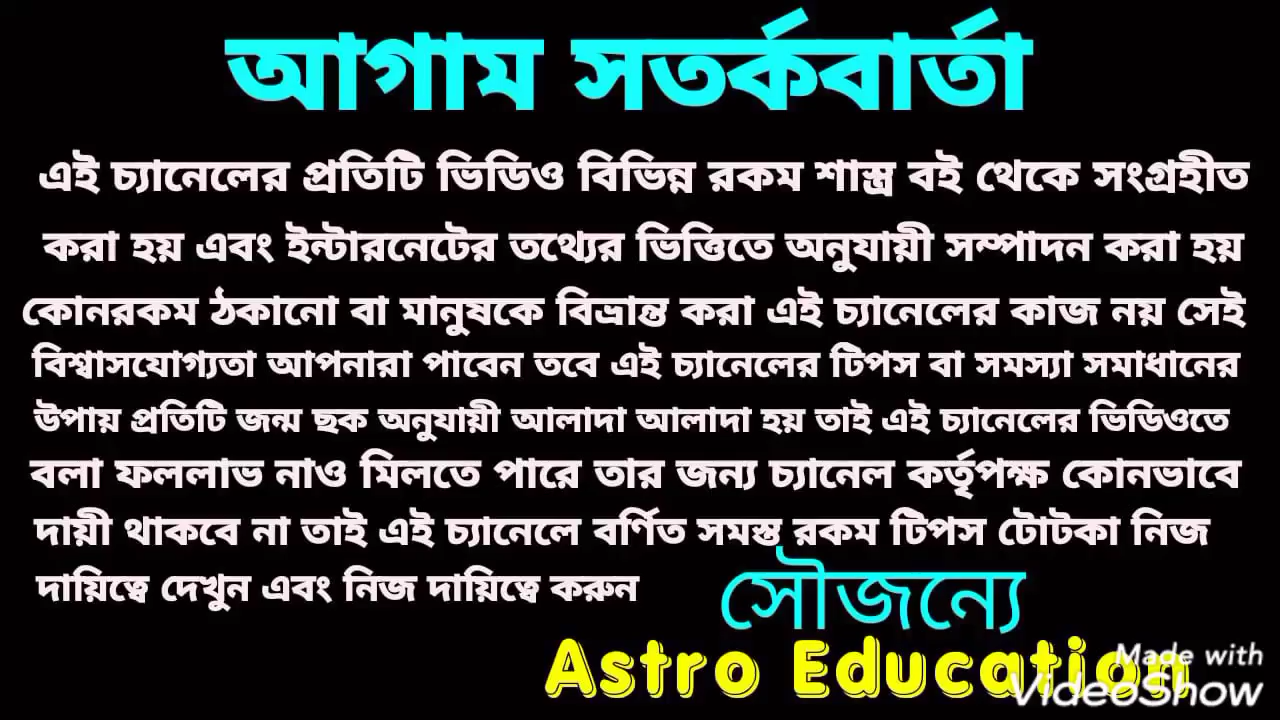 আগাম সতর্কবার্তা
এই চ্যানেলের প্রতিটি ভিডিও বিভিন্ন রকম শাস্ত্র বই থেকে সংগ্রহীত
করা হয় এবং ইন্টারনেটের তথ্যের ভিত্তিতে অনুযায়ী সম্পাদন করা হয়
কোনরকম ঠকানো বা মানুষকে বিভ্রান্ত করা এই চ্যানেলের কাজ নয় সেই
বিশ্বাসযোগ্যতা আপনারা পাবেন তবে এই চ্যানেলের টিপস বা সমস্যা সমাধানের
উপায় প্রতিটি জন্ম ছক অনুযায়ী আলাদা আলাদা হয় তাই এই চ্যানেলের ভিডিওতে
বলা ফললাভ নাও মিলতে পারে তার জন্য চ্যানেল কর্তৃপক্ষ কোনভাবে
দায়ী থাকবে না তাই এই চ্যানেলে বর্ণিত সমস্ত রকম টিপস টোটকা নিজ
দায়িত্বে দেখুন এবং নিজ দায়িত্বে করুন
সৌজন্যে
Astro Education
Made with
VideoShow